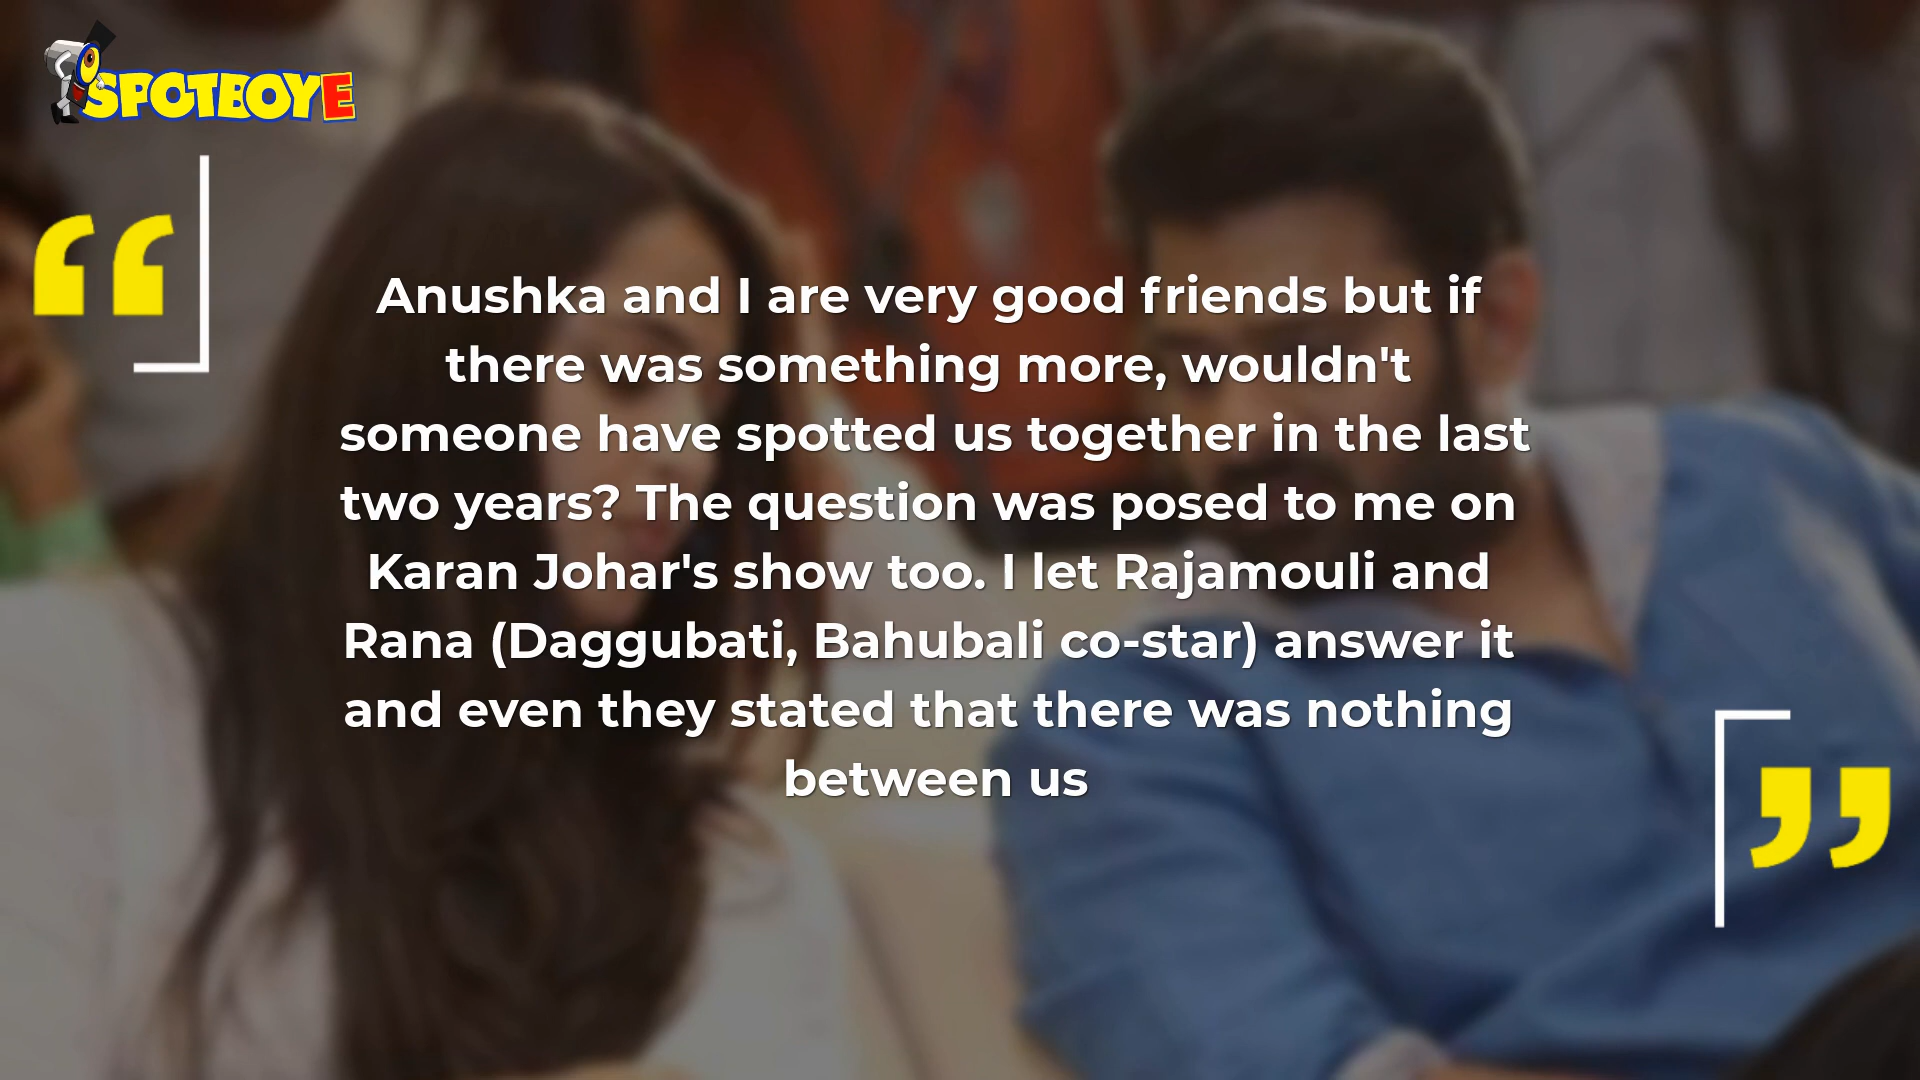 SPOTBOYE
Anushka and I are very good friends but if
there was something more, wouldn't
someone have spotted us together in the last
two years? The question was posed to me on
Karan Johar's show too. I let Rajamouli and
Rana (Daggubati, Bahubali co-star) answer it
and even they stated that there was nothing
between us